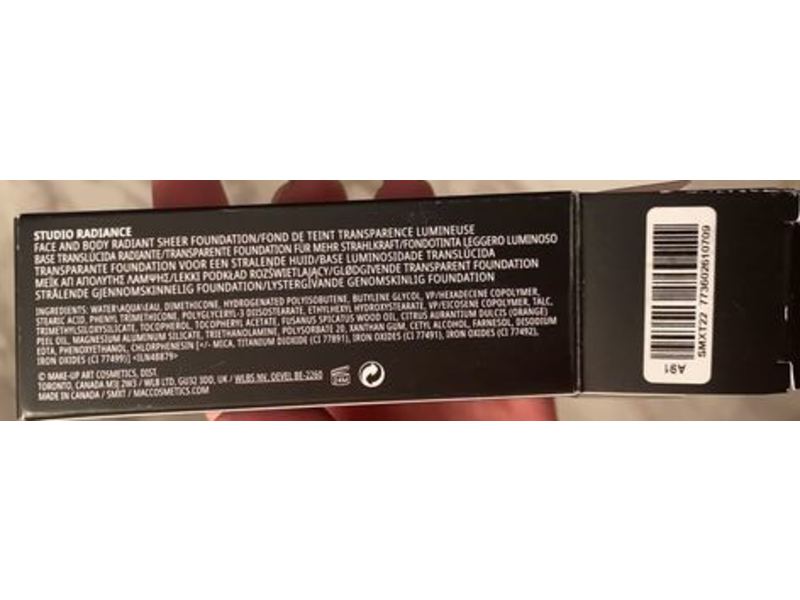 STUDIO RADIANCE
FACE AND BODY RADIANT SHEER FOUNDATION/FOND DE TEINT TRANSPARENCE LUMINEUSE
BASE TRANSLÚCIDA RADIANTE/TRANSPARENTE FOUNDATION FÜR MEHR STRAHLKRAFT/FONDOTINTA LEGGERO LUMINOSO
TRANSPARANTE FOUNDATION VOOR EEN STRALENDE HUID/BASE LUMINOSIDADE TRANSLÚCIDA
ΜΕΪΚ ΑΠ ΑΠΟΛΥΤΗΣ ΛΑΜΨΗΣ/LEKKI PODKŁAD ROZŚWIETLAJĄCY/GLØDGIVENDE TRANSPARENT FOUNDATION
STRÅLENDE GJENNOMSKINNELIG FOUNDATION/LYSTERGIVANDE GENOMSKINLIG FOUNDATION
INGREDIENTS: WATER\AQUA\EAU, DIMETHICONE, HYDROGENATED POLYISOBUTENE, BUTYLENE GLYCOL, VP/HEXADECENE COPOLYMER,
STEARIC ACID, PHENYL TRIMETHICONE, POLYGLYCERYL-3 DIISOSTEARATE, ETHYLHEXYL HYDROXYSTEARATE, VP/EICOSENE COPOLYMER, TALC,
TRIMETHYLSILOXYSILICATE, TOCOPHEROL, TOCOPHERYL ACETATE, FUSANUS SPICATUS WOOD OIL, CITRUS AURANTIUM DULCIS (ORANGE)
PEEL OIL, MAGNESIUM ALUMINUM SILICATE, TRIETHANOLAMINE, POLYSORBATE 20, XANTHAN GUM, CETYL ALCOHOL, FARNESOL, DISODIUM
EDTA, PHENOXYETHANOL, CHLORPHENESIN [+/- MICA, TITANIUM DIOXIDE (CI 77891), IRON OXIDES (CI 77491), IRON OXIDES (CI 77492),
IRON OXIDES (CI 77499)] <ILN48879>
© MAKE-UP ART COSMETICS, DIST.
TORONTO, CANADA M3J 2W3 / WLB LTD, GU32 3DD, UK / WLBS NV, OEVEL BE-2260
MADE IN CANADA / SMXT / MACCOSMETICS.COM
24M
SMXT22 773602610709
A91